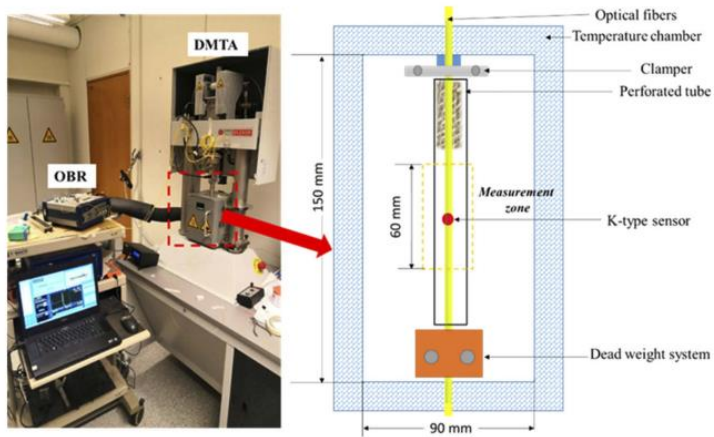 DMTA
OBR
Optical fibers
Temperature chamber
Clamper
Perforated tube
150 mm
60 mm
Measurement
zone
K-type sensor
Dead weight system
90 mm